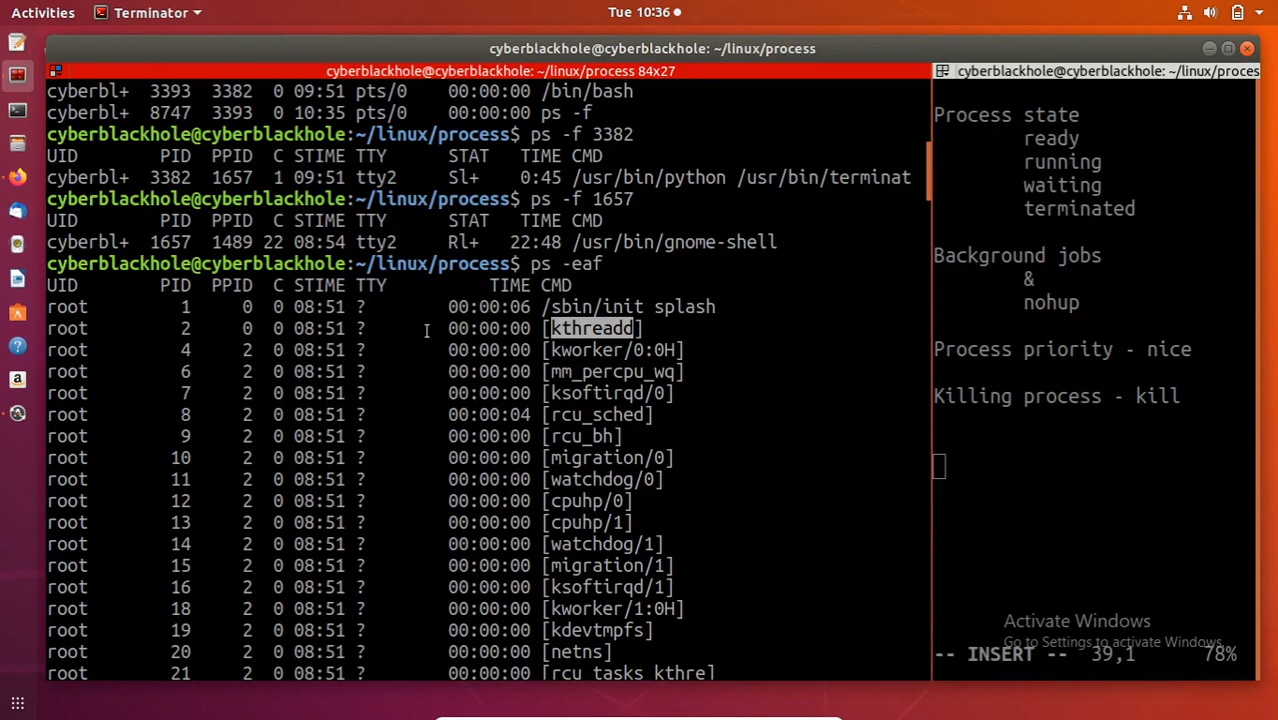 Activities Terminator Tue 10:36
cyberblackhole@cyberblackhole: ~/linux/process
cyberblackhole@cyberblackhole: ~/linux/process 84x27
cyberbl+ 3393 3382 0 09:51 pts/0 00:00:00 /bin/bash
cyberbl+ 8747 3393 0 10:35 pts/0 00:00:00 ps -f
cyberblackhole@cyberblackhole:~/linux/process$ ps -f 3382
UID PID PPID C STIME TTY STAT TIME CMD
cyberbl+ 3382 1657 1 09:51 tty2 Sl+ 0:45 /usr/bin/python /usr/bin/terminat
cyberblackhole@cyberblackhole:~/linux/process$ ps -f 1657
UID PID PPID C STIME TTY STAT TIME CMD
cyberbl+ 1657 1489 22 08:54 tty2 Rl+ 22:48 /usr/bin/gnome-shell
cyberblackhole@cyberblackhole:~/linux/process$ ps -eaf
UID PID PPID C STIME TTY TIME CMD
root 1 0 0 08:51 ? 00:00:06 /sbin/init splash
root 2 0 0 08:51 ? 00:00:00 [kthreadd]
root 4 2 0 08:51 ? 00:00:00 [kworker/0:0H]
root 6 2 0 08:51 ? 00:00:00 [mm_percpu_wq]
root 7 2 0 08:51 ? 00:00:00 [ksoftirqd/0]
root 8 2 0 08:51 ? 00:00:04 [rcu_sched]
root 9 2 0 08:51 ? 00:00:00 [rcu_bh]
root 10 2 0 08:51 ? 00:00:00 [migration/0]
root 11 2 0 08:51 ? 00:00:00 [watchdog/0]
root 12 2 0 08:51 ? 00:00:00 [cpuhp/0]
root 13 2 0 08:51 ? 00:00:00 [cpuhp/1]
root 14 2 0 08:51 ? 00:00:00 [watchdog/1]
root 15 2 0 08:51 ? 00:00:00 [migration/1]
root 16 2 0 08:51 ? 00:00:00 [ksoftirqd/1]
root 18 2 0 08:51 ? 00:00:00 [kworker/1:0H]
root 19 2 0 08:51 ? 00:00:00 [kdevtmpfs]
root 20 2 0 08:51 ? 00:00:00 [netns]
root 21 2 0 08:51 ? 00:00:00 [rcu_tasks_kthre]
cyberblackhole@cyberblackhole: ~/linux/proces
Process state
ready
running
waiting
terminated
Background jobs
&
nohup
Process priority - nice
Killing process - kill
Activate Windows
Go to Settings to activate Windows.
-- INSERT -- 39,1 78%